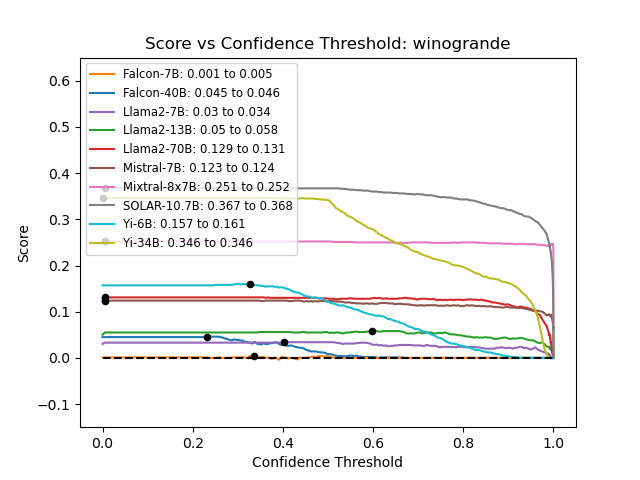 Score vs Confidence Threshold: winogrande
Falcon-7B: 0.001 to 0.005
Falcon-40B: 0.045 to 0.046
Llama2-7B: 0.03 to 0.034
Llama2-13B: 0.05 to 0.058
Llama2-70B: 0.129 to 0.131
Mistral-7B: 0.123 to 0.124
Mixtral-8x7B: 0.251 to 0.252
SOLAR-10.7B: 0.367 to 0.368
Yi-6B: 0.157 to 0.161
Yi-34B: 0.346 to 0.346
Score
0.6
0.5
0.4
0.3
0.2
0.1
0.0
−0.1
0.0 0.2 0.4 0.6 0.8 1.0
Confidence Threshold